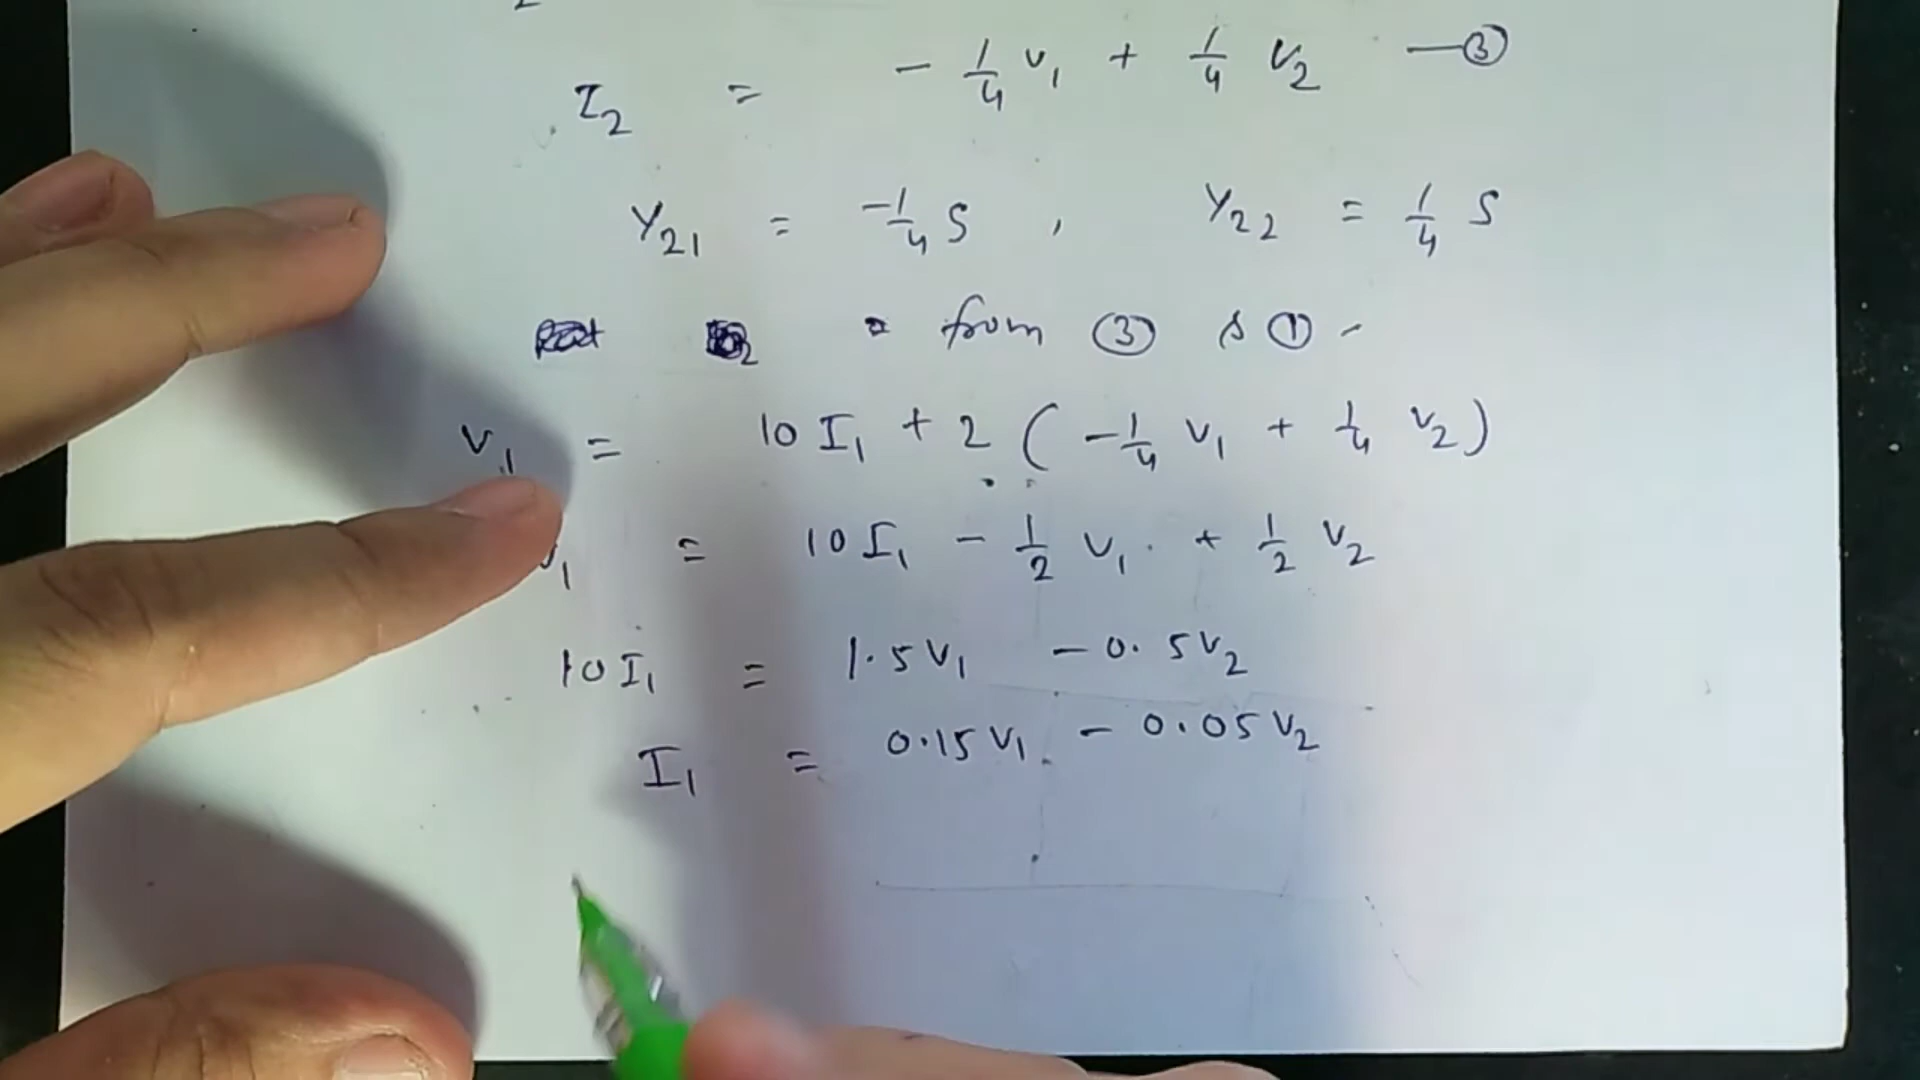 I₂ = - 1/4 V₁ + 1/4 V₂ —③
Y₂₁ = -1/4 S , Y₂₂ = 1/4 S
from ③ & ① -
V₁ = 10 I₁ + 2 ( -1/4 V₁ + 1/4 V₂ )
V₁ = 10 I₁ - 1/2 V₁ + 1/2 V₂
10 I₁ = 1.5 V₁ - 0.5 V₂
I₁ = 0.15 V₁ - 0.05 V₂